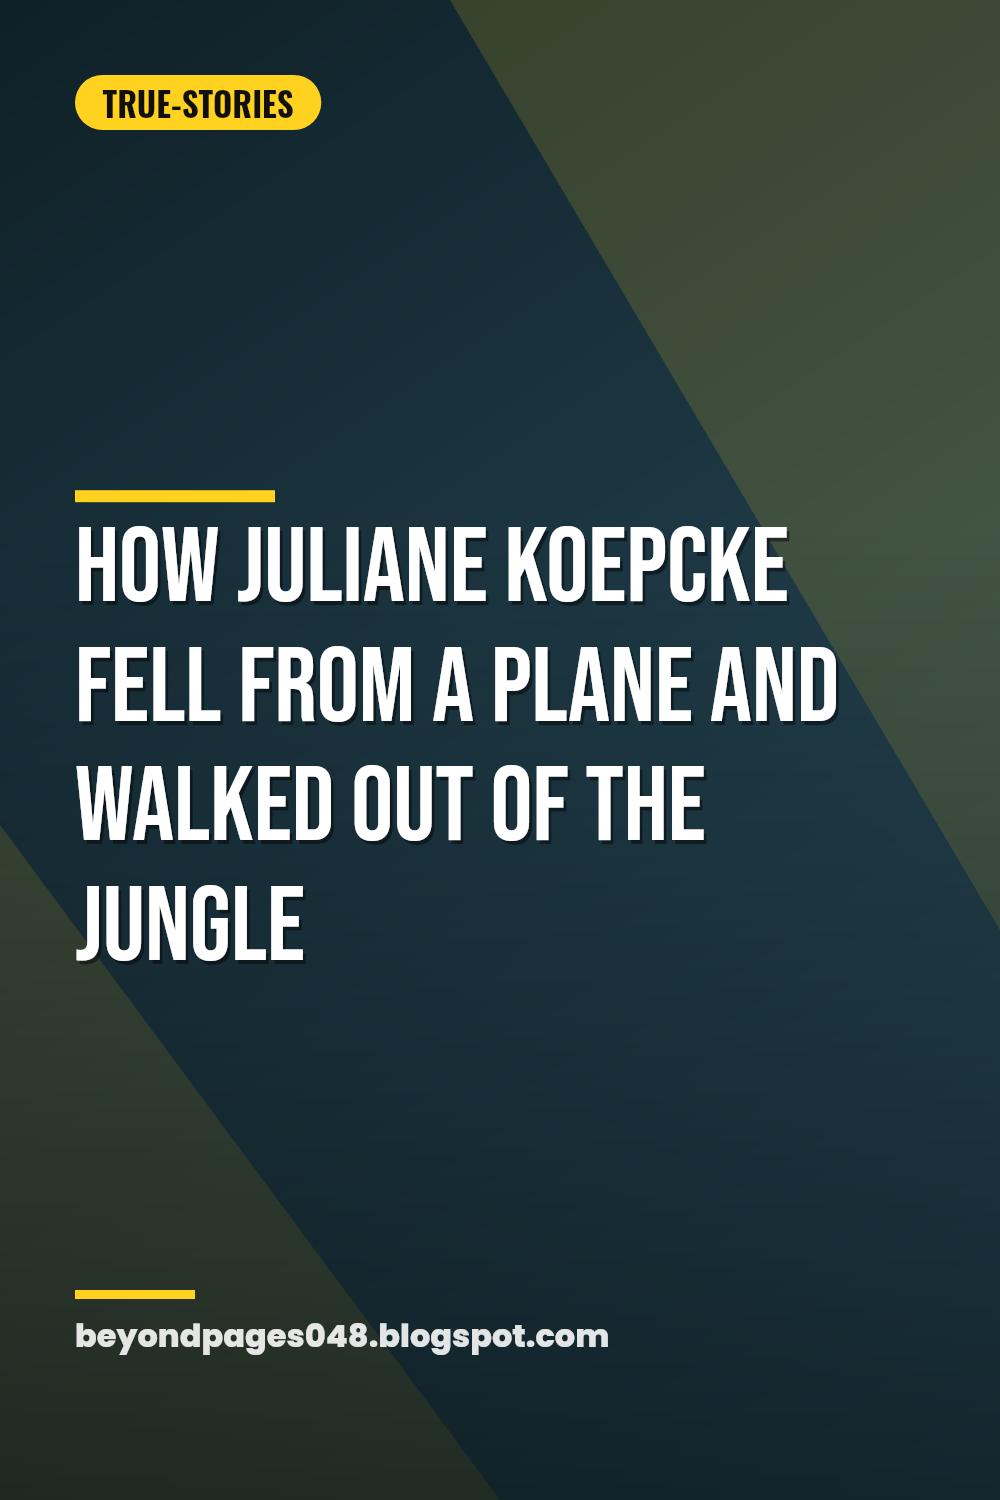 TRUE-STORIES
HOW JULIANE KOEPCKE
FELL FROM A PLANE AND
WALKED OUT OF THE
JUNGLE
beyondpages048.blogspot.com